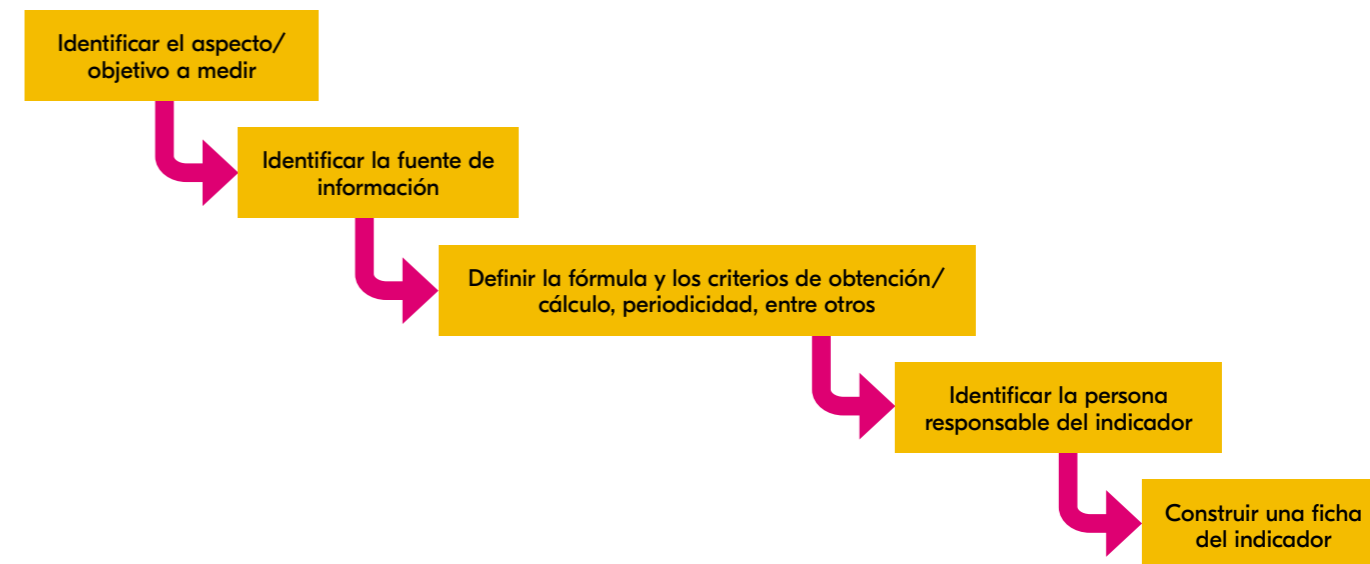 Identificar el aspecto/
objetivo a medir
Identificar la fuente de
información
Definir la fórmula y los criterios de obtención/
cálculo, periodicidad, entre otros
Identificar la persona
responsable del indicador
Construir una ficha
del indicador